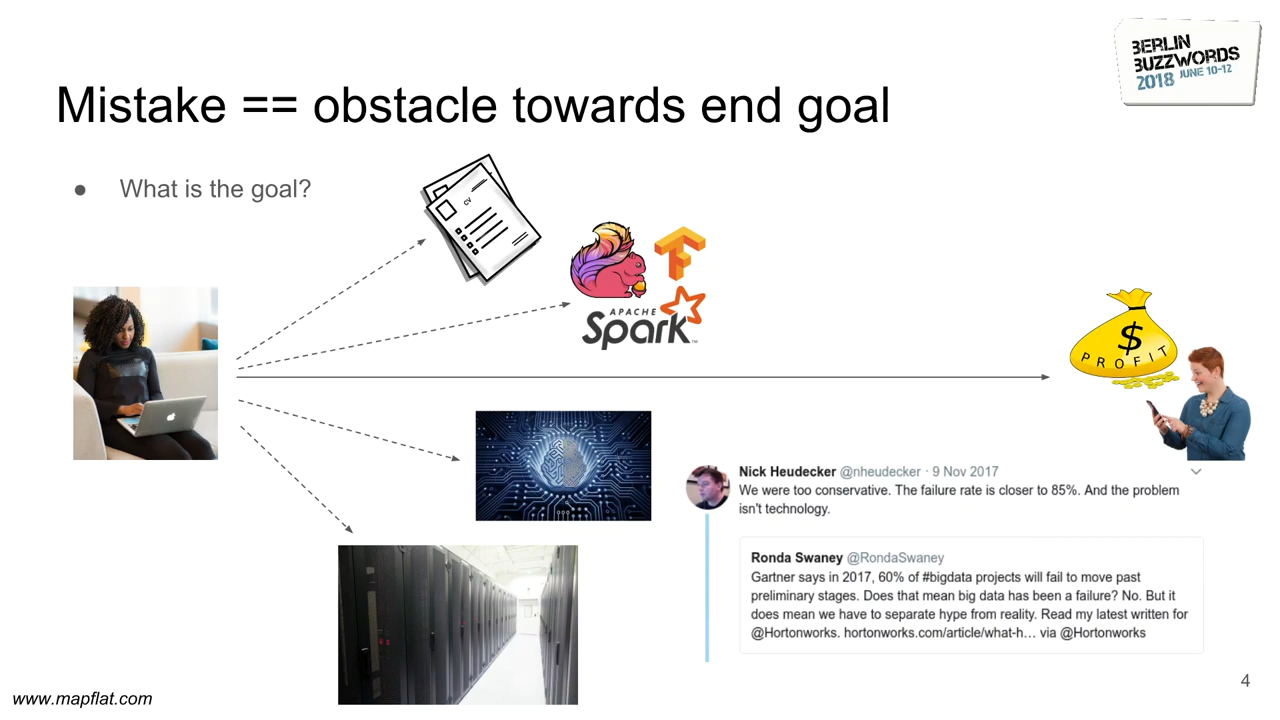 BERLIN
BUZZWORDS
2018 JUNE 10-12
Mistake == obstacle towards end goal
● What is the goal?
CV
APACHE
Spark™
$
PROFIT
Nick Heudecker @nheudecker · 9 Nov 2017
We were too conservative. The failure rate is closer to 85%. And the problem
isn't technology.
Ronda Swaney @RondaSwaney
Gartner says in 2017, 60% of #bigdata projects will fail to move past
preliminary stages. Does that mean big data has been a failure? No. But it
does mean we have to separate hype from reality. Read my latest written for
@Hortonworks. hortonworks.com/article/what-h… via @Hortonworks
4
www.mapflat.com